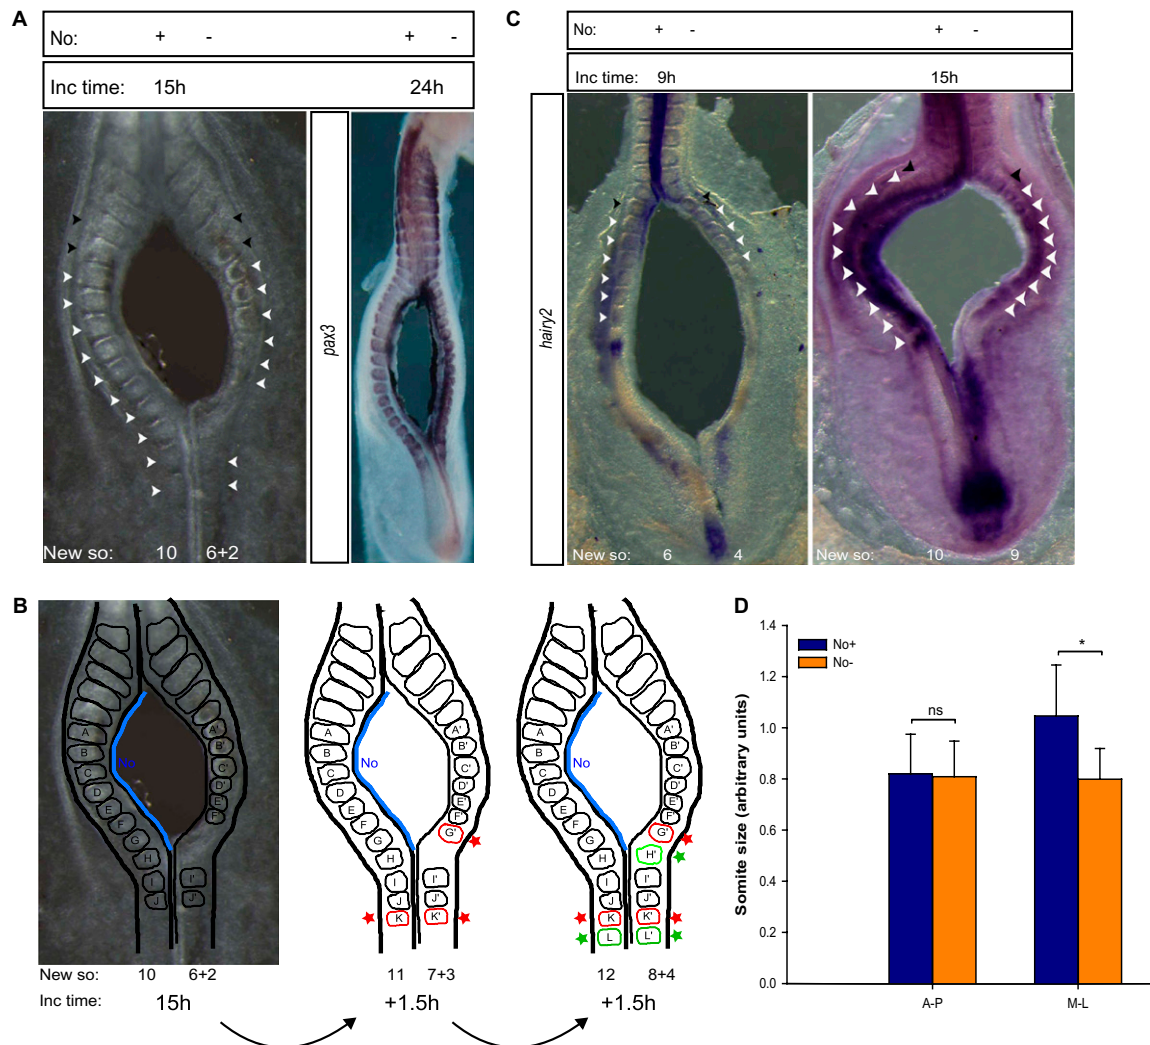 A
No: + - + -
Inc time: 15h 24h
pax3
New so: 10 6+2
C
No: + - + -
Inc time: 9h 15h
hairy2
New so: 6 4 New so: 10 9
B
A
B
C
D
E
F
G
H
I
J
No
A'
B'
C'
D'
E'
F'
I'
J'
New so: 10 6+2
Inc time: 15h
A
B
C
D
E
F
G
H
I
J
K
No
A'
B'
C'
D'
E'
F'
G'
I'
J'
K'
11 7+3
+1.5h
A
B
C
D
E
F
G
H
I
J
K
L
No
A'
B'
C'
D'
E'
F'
G'
H'
I'
J'
K'
L'
12 8+4
+1.5h
D
Somite size (arbitrary units)
1.4
1.2
1.0
0.8
0.6
0.4
0.2
0.0
No+
No-
ns
*
A-P M-L